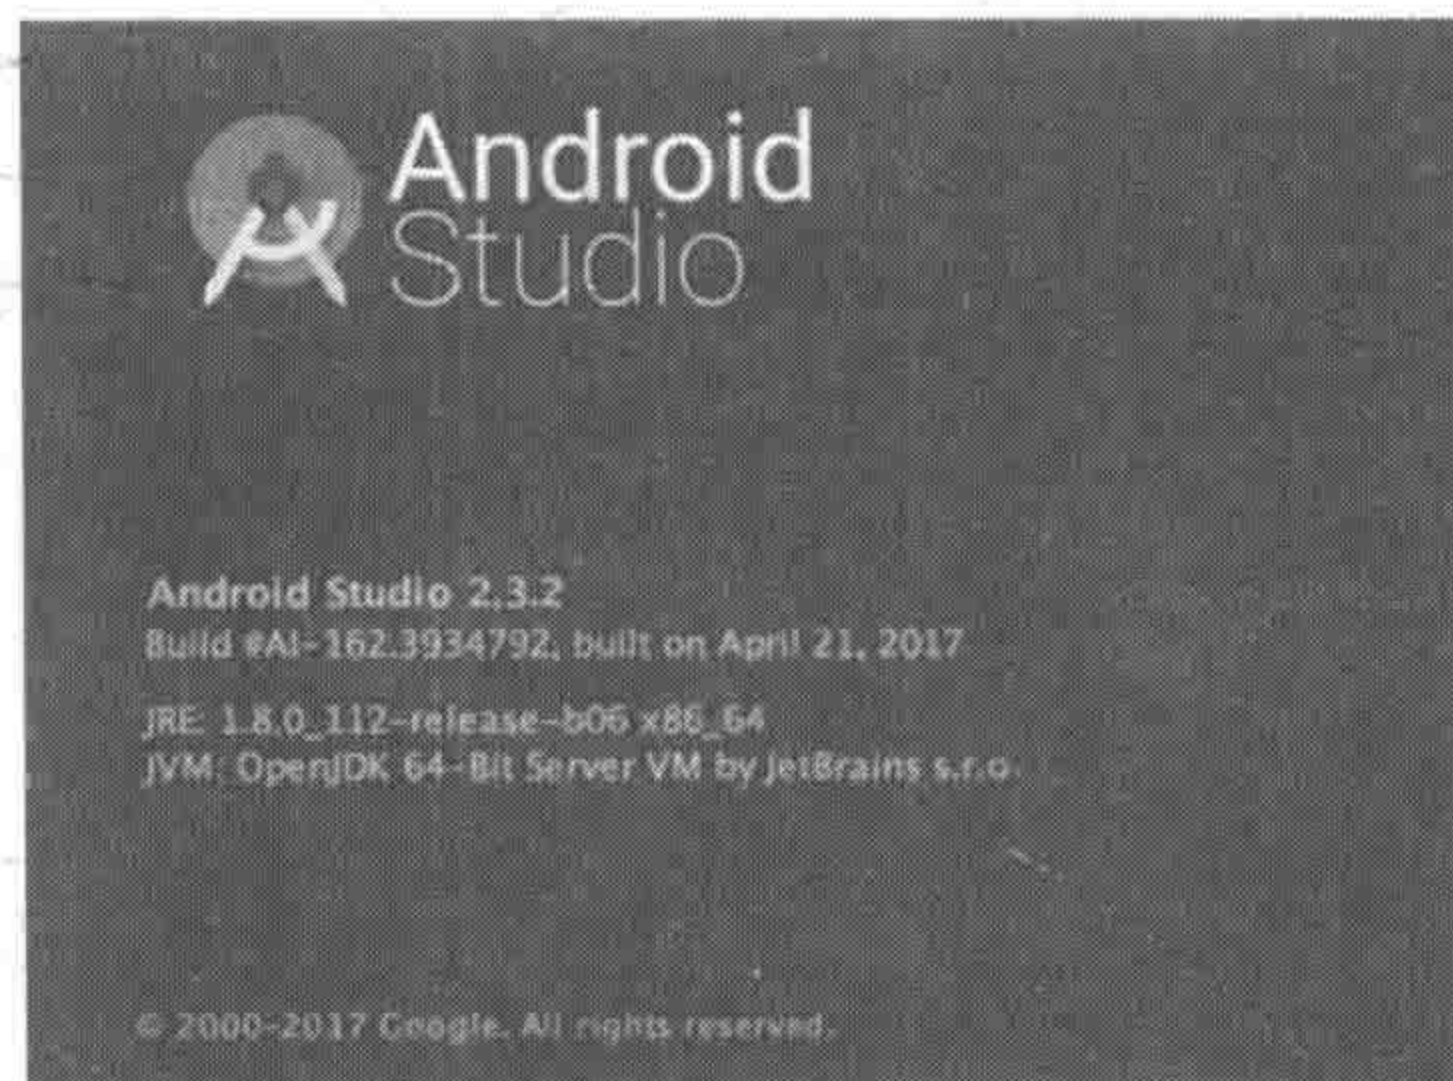 Android
Studio
Android Studio 2.3.2
Build #AI-162.3934792, built on April 21, 2017
JRE: 1.8.0_112-release-b06 x86_64
JVM: OpenJDK 64-Bit Server VM by JetBrains s.r.o.
© 2000-2017 Google. All rights reserved.